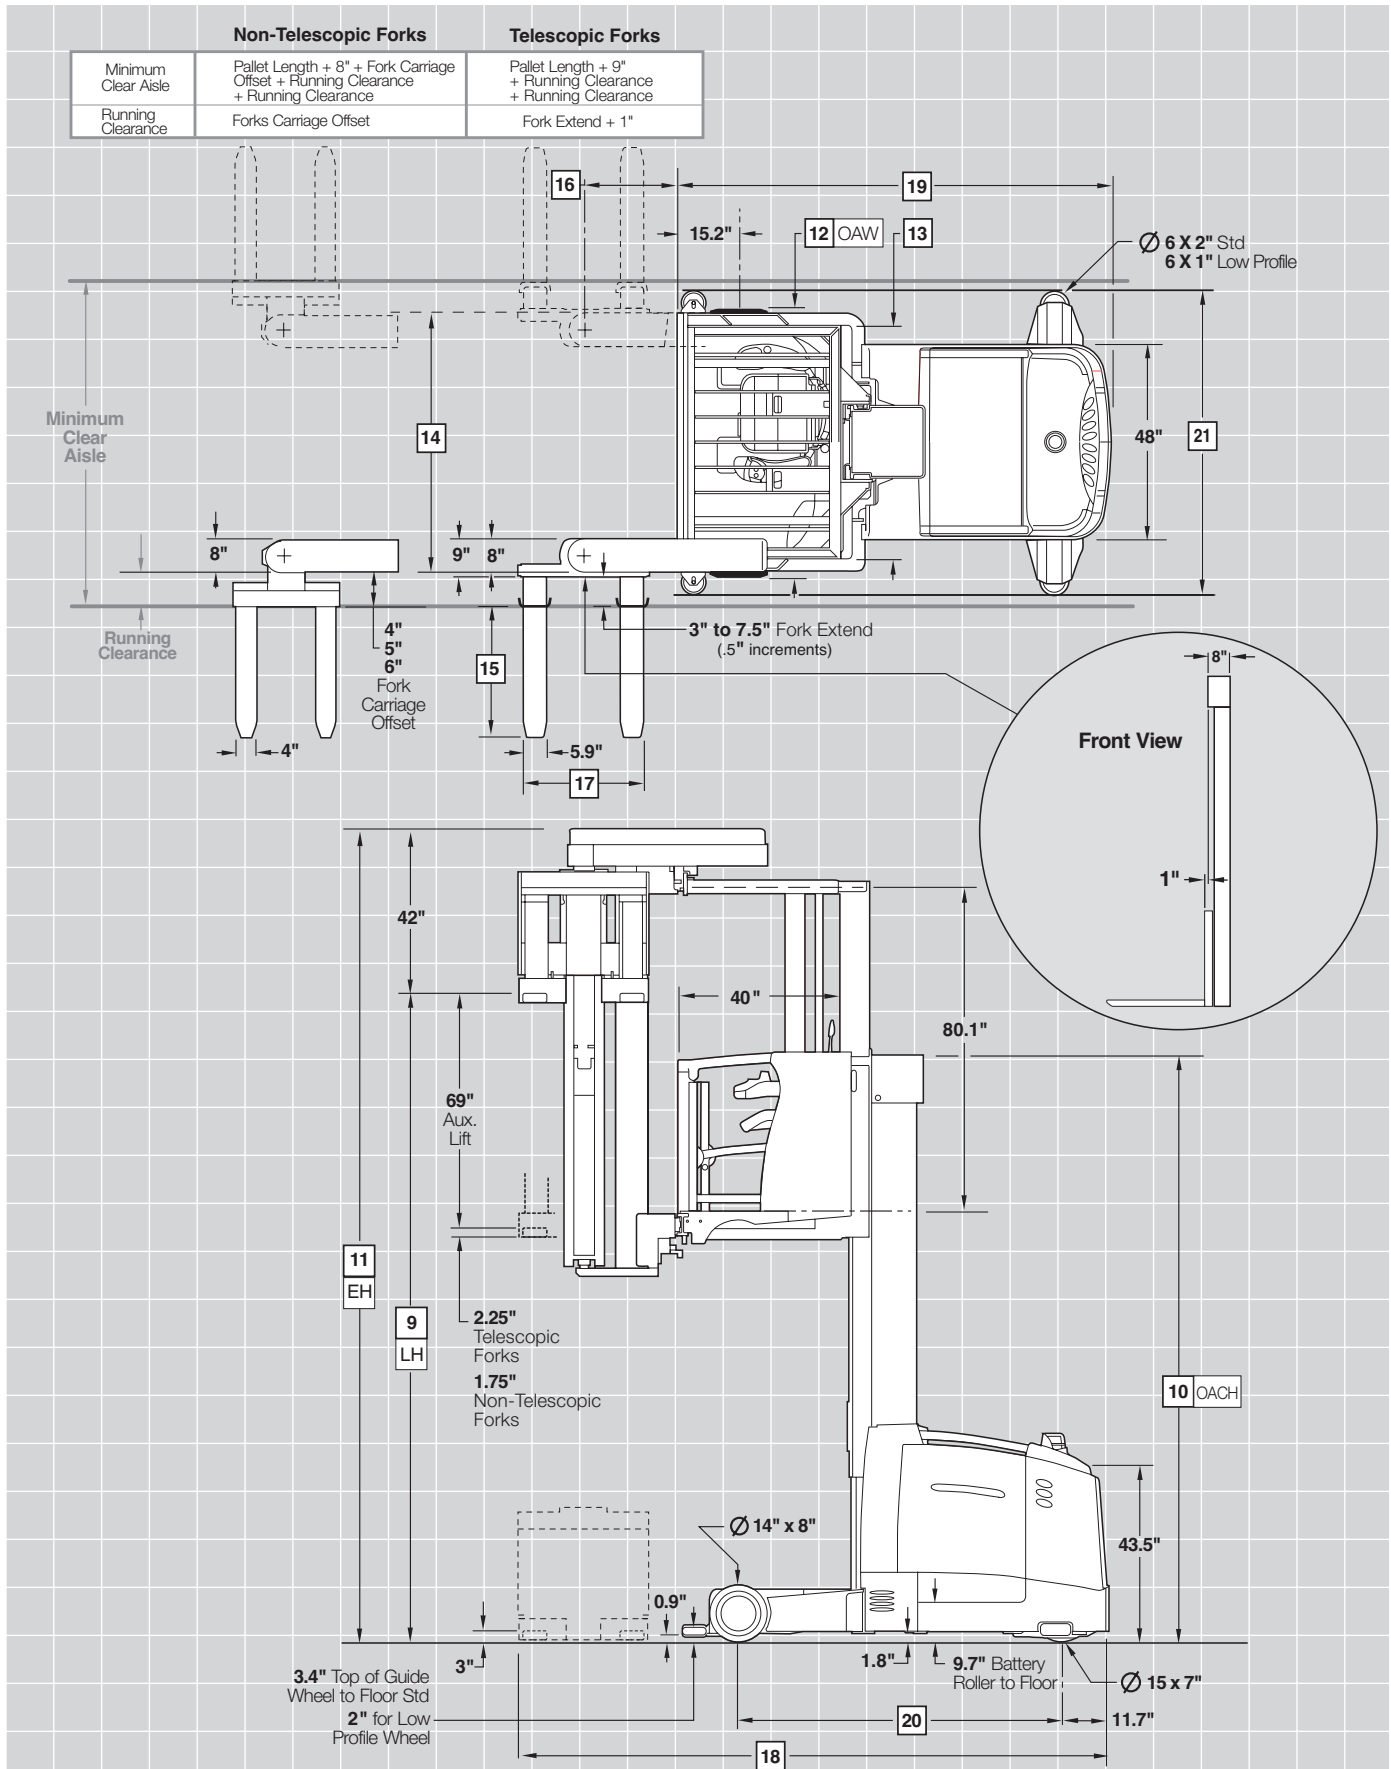 Non-Telescopic Forks
Telescopic Forks
Minimum
Clear Aisle
Pallet Length + 8" + Fork Carriage
Offset + Running Clearance
+ Running Clearance
Pallet Length + 9"
+ Running Clearance
+ Running Clearance
Running
Clearance
Forks Carriage Offset
Fork Extend + 1"
16
19
15.2"
12 OAW
13
Ø 6 X 2" Std
6 X 1" Low Profile
Minimum
Clear
Aisle
14
48"
21
8"
9"
8"
Running
Clearance
4"
5"
6"
Fork
Carriage
Offset
15
3" to 7.5" Fork Extend
(.5" increments)
4"
5.9"
17
8"
Front View
1"
42"
40"
80.1"
69"
Aux.
Lift
11
EH
9
LH
2.25"
Telescopic
Forks
1.75"
Non-Telescopic
Forks
10 OACH
Ø 14" x 8"
43.5"
0.9"
3"
1.8"
9.7" Battery
Roller to Floor
Ø 15 x 7"
3.4" Top of Guide
Wheel to Floor Std
2" for Low
Profile Wheel
20
11.7"
18